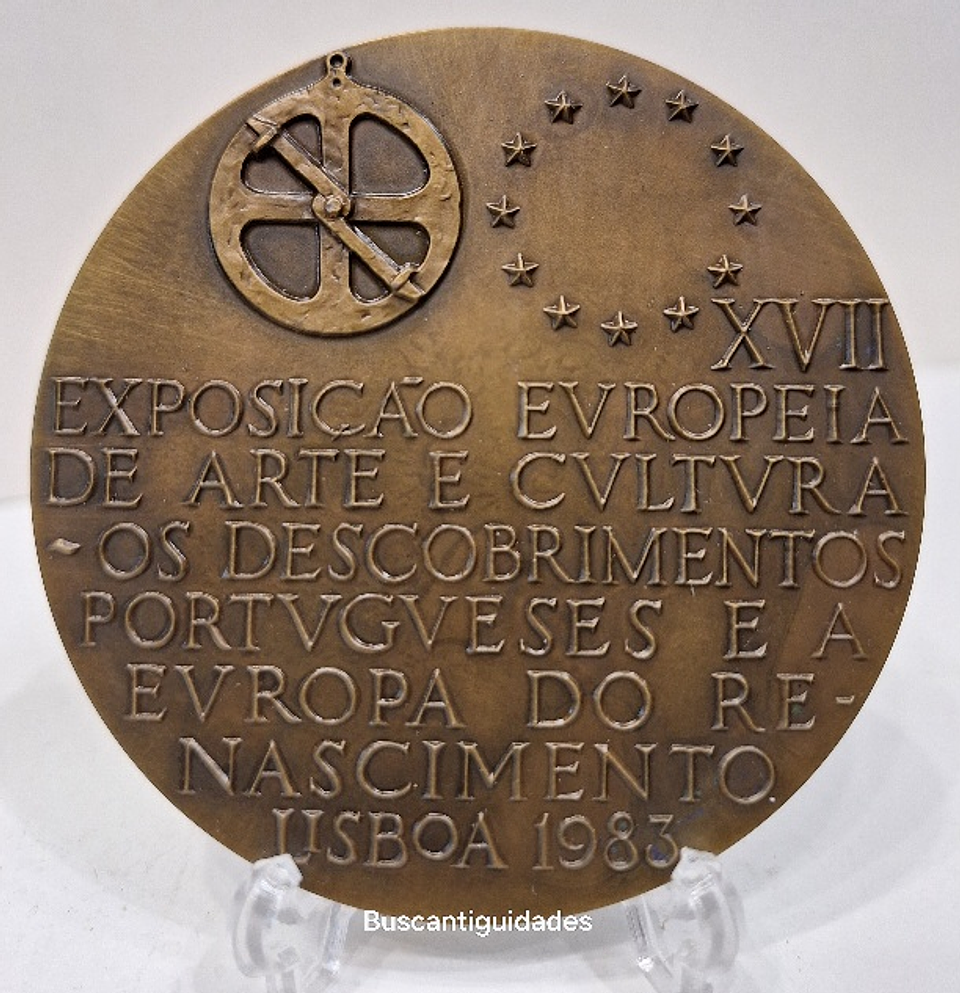 XVII
EXPOSIÇÃO EVROPEIA
DE ARTE E CVLTVRA
- OS DESCOBRIMENTOS
PORTVGVESES E A
EVROPA DO RE-
NASCIMENTO.
LISBOA 1983
Buscantiguidades